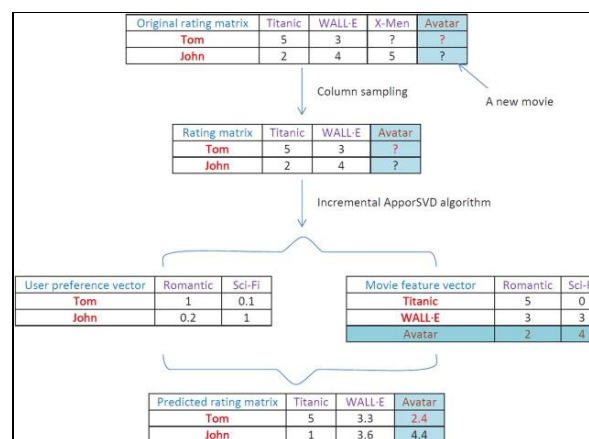 Original rating matrix Titanic WALL·E X-Men Avatar
Tom 5 3 ? ?
John 2 4 5 ?
A new movie
Column sampling
Rating matrix Titanic WALL·E Avatar
Tom 5 3 ?
John 2 4 ?
Incremental ApporSVD algorithm
User preference vector Romantic Sci-Fi
Tom 1 0.1
John 0.2 1
Movie feature vector Romantic
Titanic 5 0
WALL·E 3 3
Avatar 2 4
Predicted rating matrix Titanic WALL·E Avatar
Tom 5 3.3 2.4
John 1 3.6 4.4